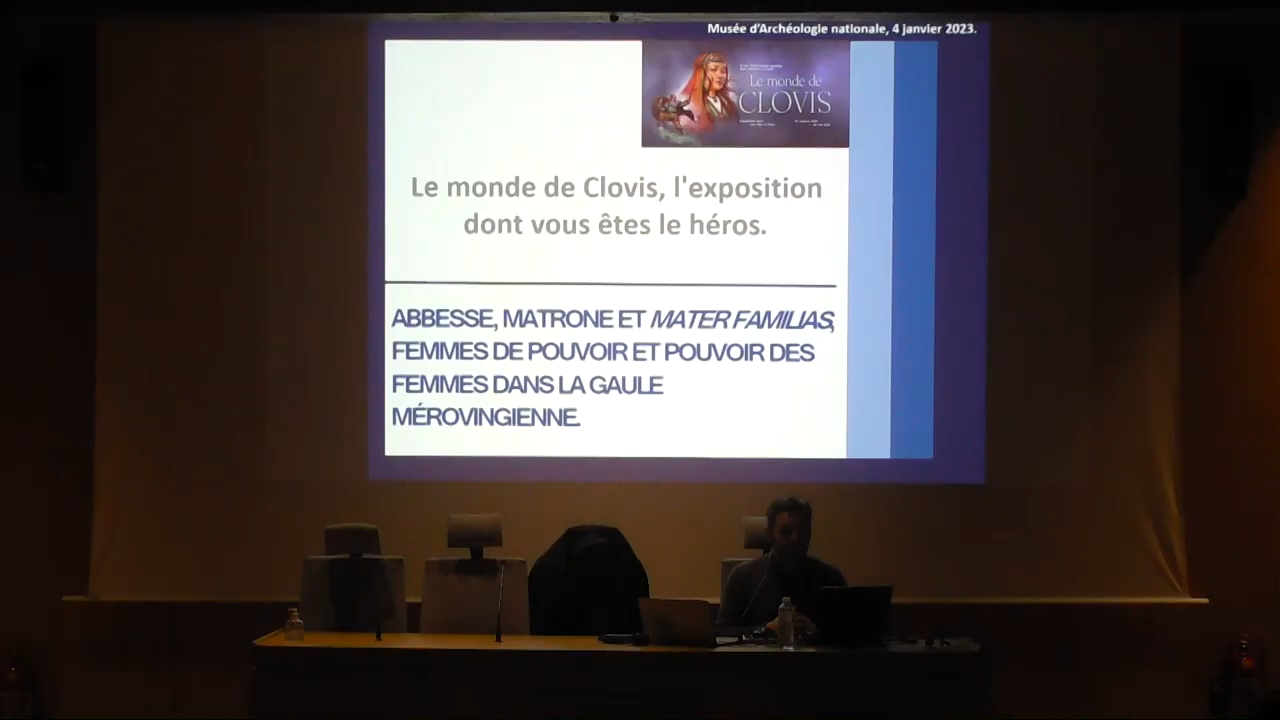 Musée d'Archéologie nationale, 4 janvier 2023.
Le monde de
CLOVIS
Le monde de Clovis, l'exposition
dont vous êtes le héros.
ABBESSE, MATRONE ET MATER FAMILIAS,
FEMMES DE POUVOIR ET POUVOIR DES
FEMMES DANS LA GAULE
MÉROVINGIENNE.